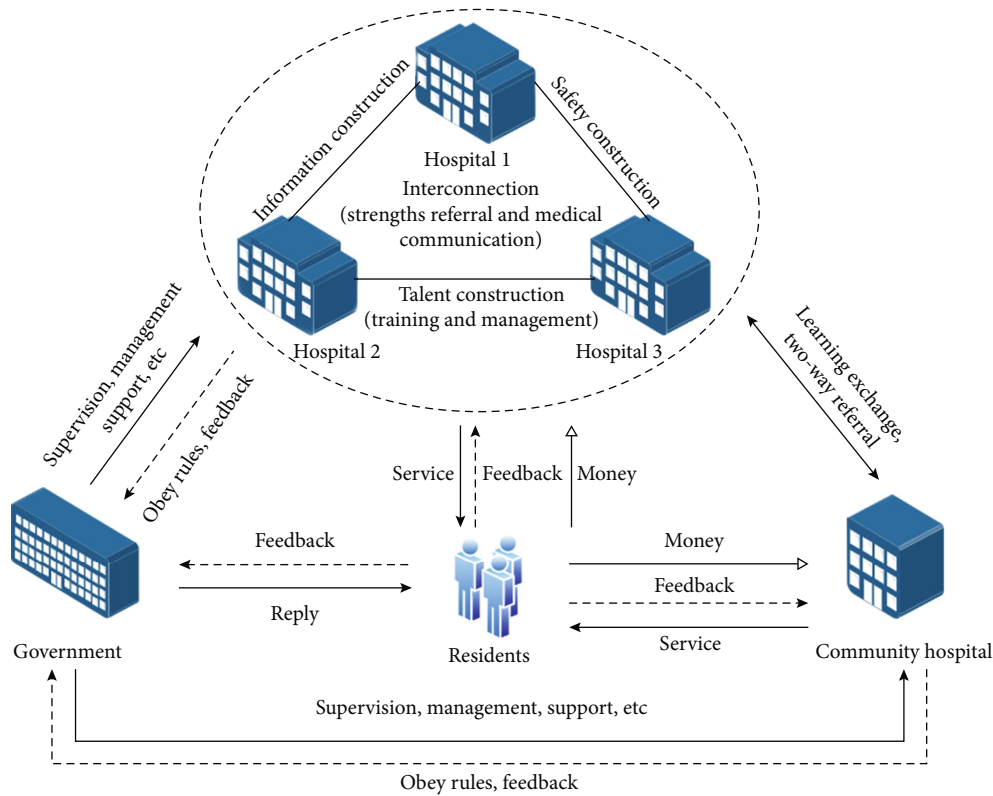 Information construction
Safety construction
Hospital 1
Interconnection
(strengths referral and medical
communication)
Talent construction
(training and management)
Hospital 2
Hospital 3
Supervision, management
support, etc
Obey rules, feedback
Learning exchange,
two-way referral
Service
Feedback
Money
Feedback
Reply
Money
Feedback
Service
Government
Residents
Community hospital
Supervision, management, support, etc
Obey rules, feedback